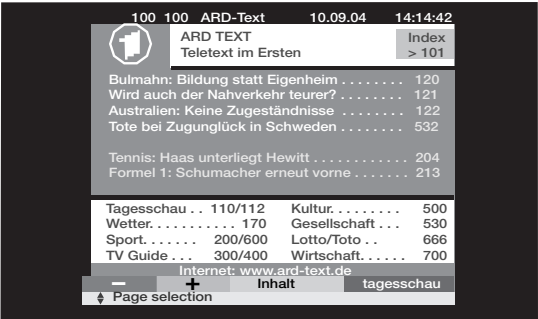 100 100 ARD-Text 10.09.04 14:14:42
ARD TEXT Index
Teletext im Ersten > 101
Bulmahn: Bildung statt Eigenheim . . . . . . . . 120
Wird auch der Nahverkehr teurer? . . . . . . . . 121
Australien: Keine Zugeständnisse . . . . . . . . 122
Tote bei Zugunglück in Schweden . . . . . . . . 532
Tennis: Haas unterliegt Hewitt . . . . . . . . . . . . 204
Formel 1: Schumacher erneut vorne . . . . . . . 213
Tagesschau . . 110/112 Kultur. . . . . . . . . 500
Wetter. . . . . . . . . . . 170 Gesellschaft . . . 530
Sport. . . . . . . 200/600 Lotto/Toto . . 666
TV Guide . . . 300/400 Wirtschaft. . . . . . 700
Internet: www.ard-text.de
− + Inhalt tagesschau
Page selection